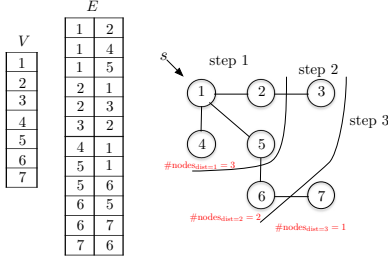 V
1
2
3
4
5
6
7
E
1 2
1 4
1 5
2 1
2 3
3 2
4 1
5 1
5 6
6 5
6 7
7 6
s
step 1
step 2
step 3
1 2 3
4 5
6 7
#nodes_dist=1 = 3
#nodes_dist=2 = 2
#nodes_dist=3 = 1